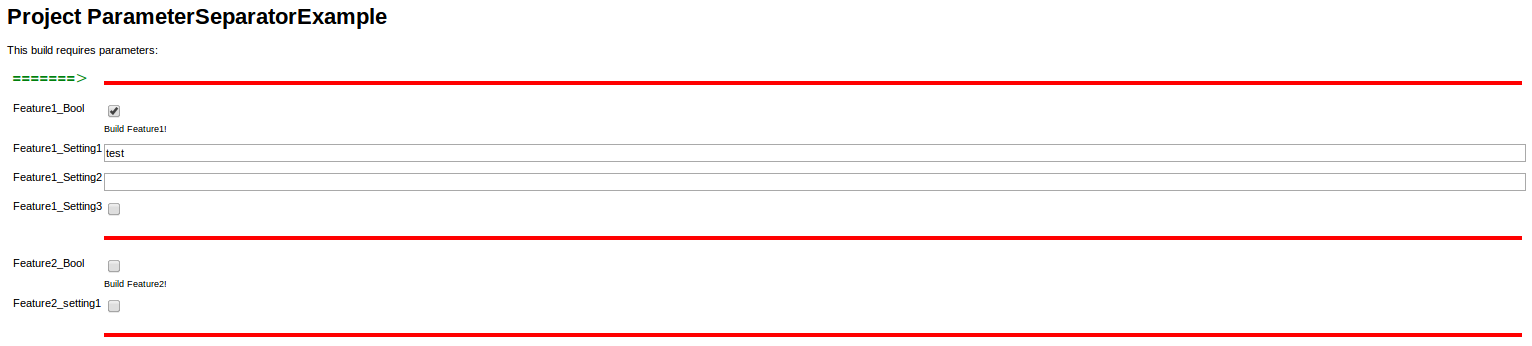 Project ParameterSeparatorExample
This build requires parameters:
=======>
Feature1_Bool
Build Feature1!
Feature1_Setting1 test
Feature1_Setting2
Feature1_Setting3
Feature2_Bool
Build Feature2!
Feature2_setting1